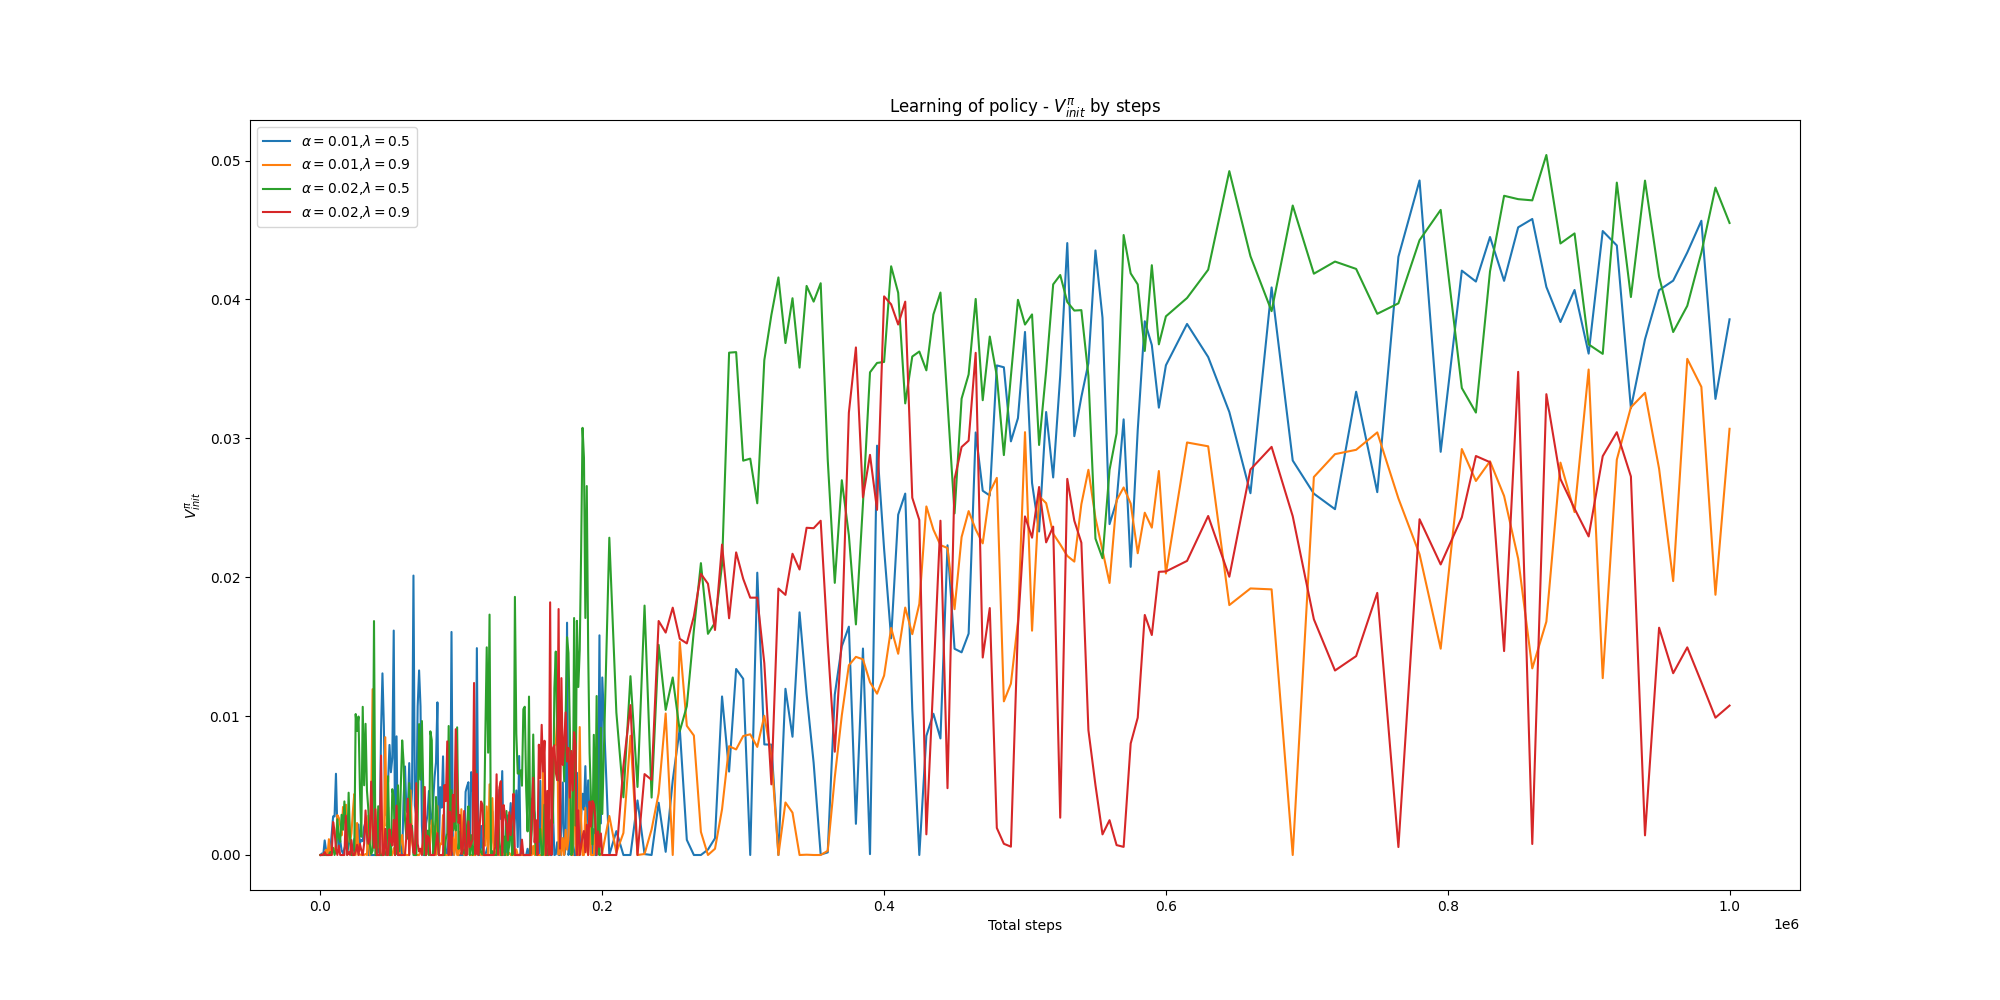 Learning of policy - $V^{\pi}_{init}$ by steps
α = 0.01,λ = 0.5
α = 0.01,λ = 0.9
α = 0.02,λ = 0.5
α = 0.02,λ = 0.9
0.05
0.04
0.03
0.02
0.01
0.00
$V^{\pi}_{init}$
0.0 0.2 0.4 0.6 0.8 1.0
Total steps
1e6